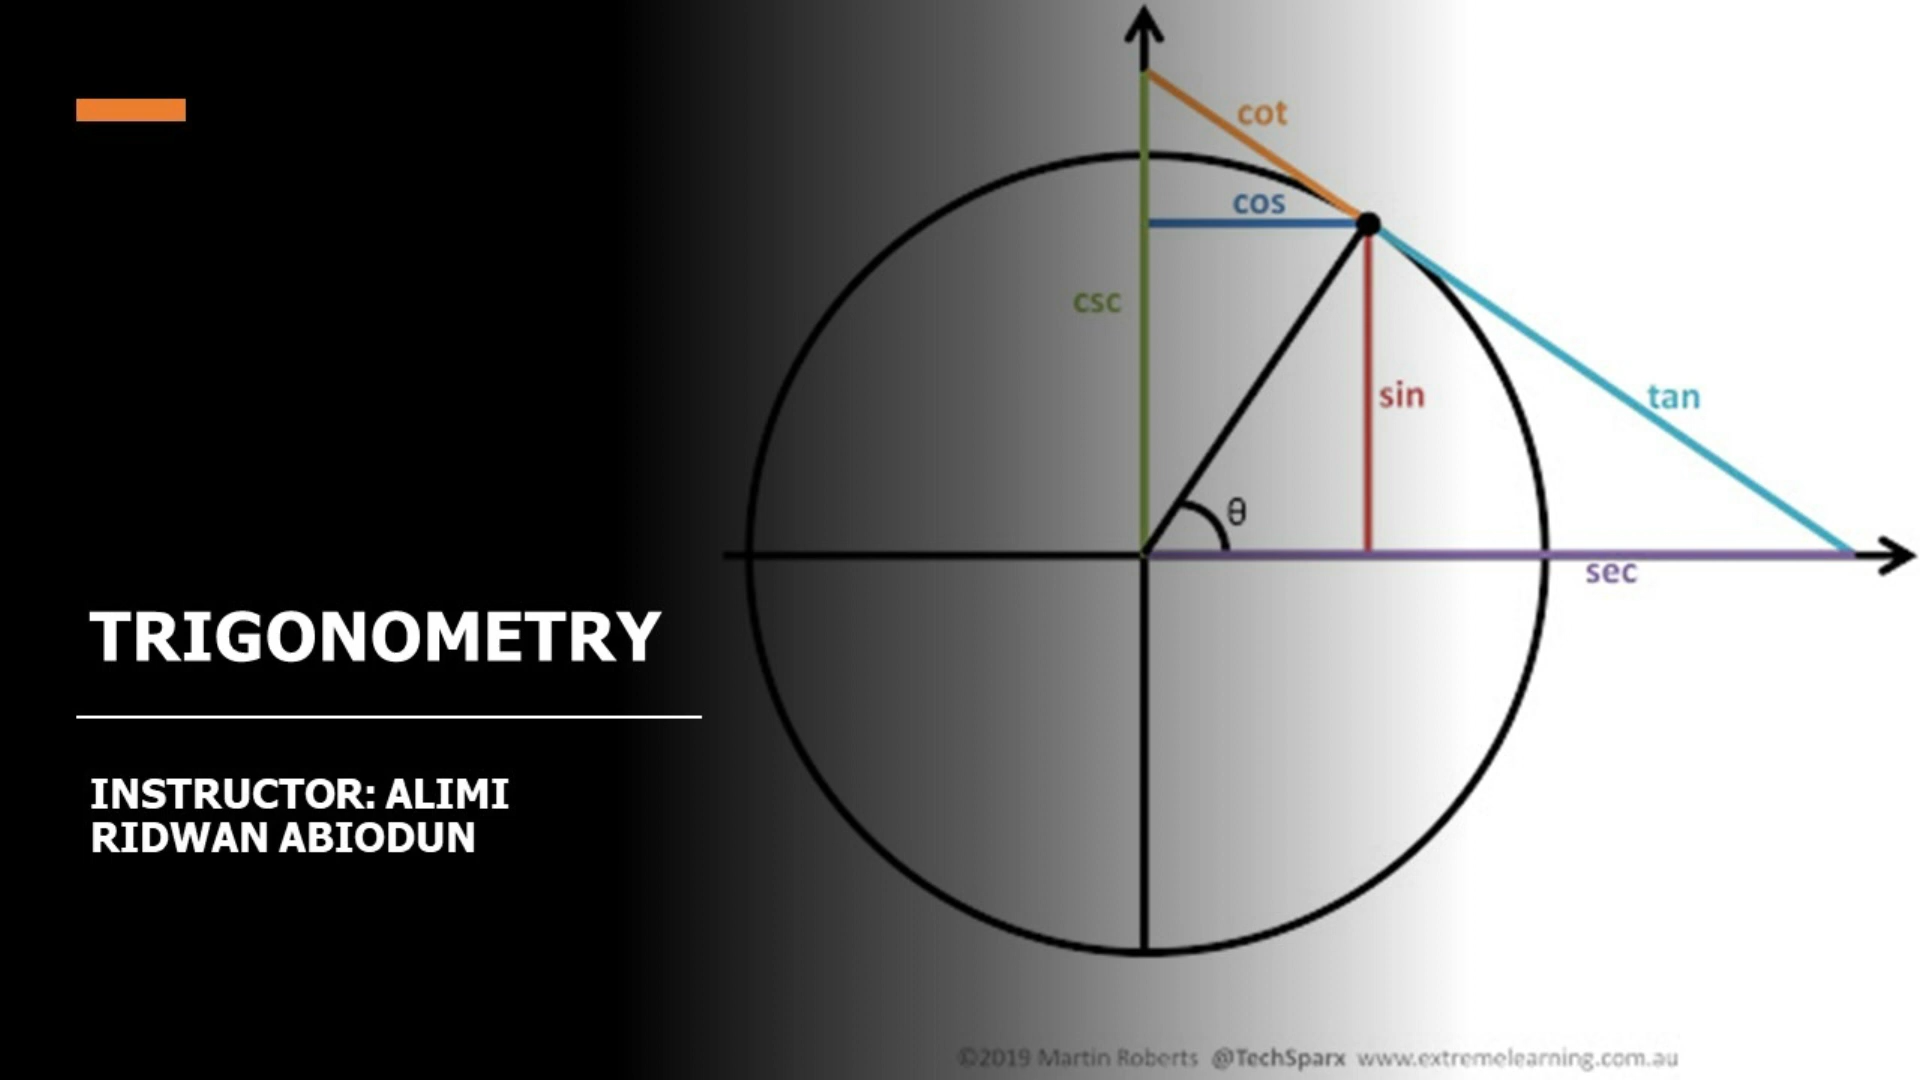 cot
cos
csc
sin
tan
θ
sec
TRIGONOMETRY
INSTRUCTOR: ALIMI
RIDWAN ABIODUN
©2019 Martin Roberts @TechSparx www.extremelearning.com.au